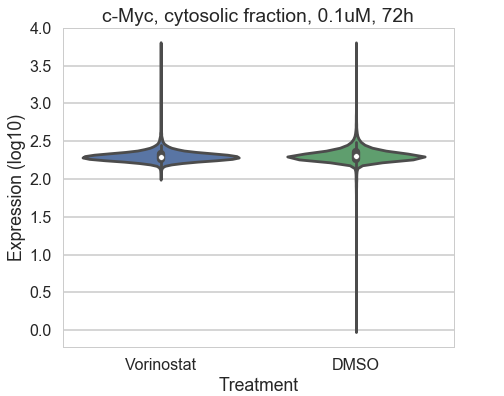 c-Myc, cytosolic fraction, 0.1uM, 72h
4.0
3.5
3.0
2.5
2.0
1.5
1.0
0.5
0.0
Expression (log10)
Vorinostat
DMSO
Treatment